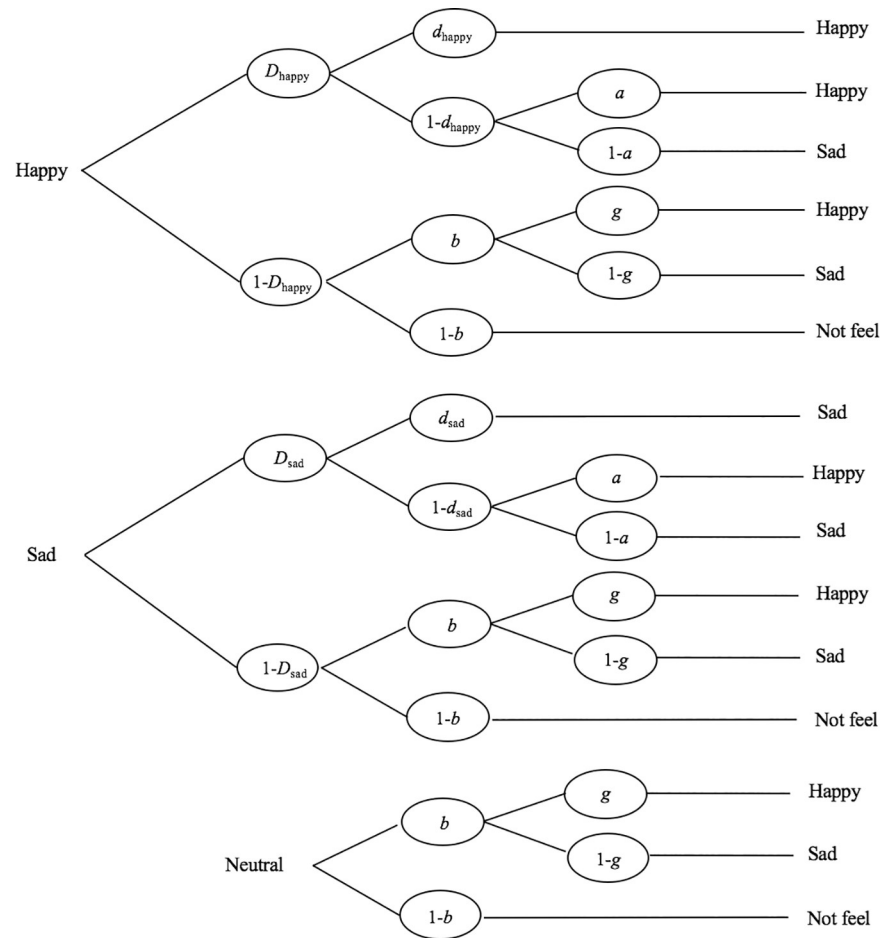 d_happy Happy
D_happy
a Happy
1-d_happy
1-a Sad
Happy
g Happy
b
1-g Sad
1-D_happy
1-b Not feel
d_sad Sad
D_sad
a Happy
1-d_sad
1-a Sad
Sad
g Happy
b
1-g Sad
1-D_sad
1-b Not feel
g Happy
b
1-g Sad
Neutral
1-b Not feel